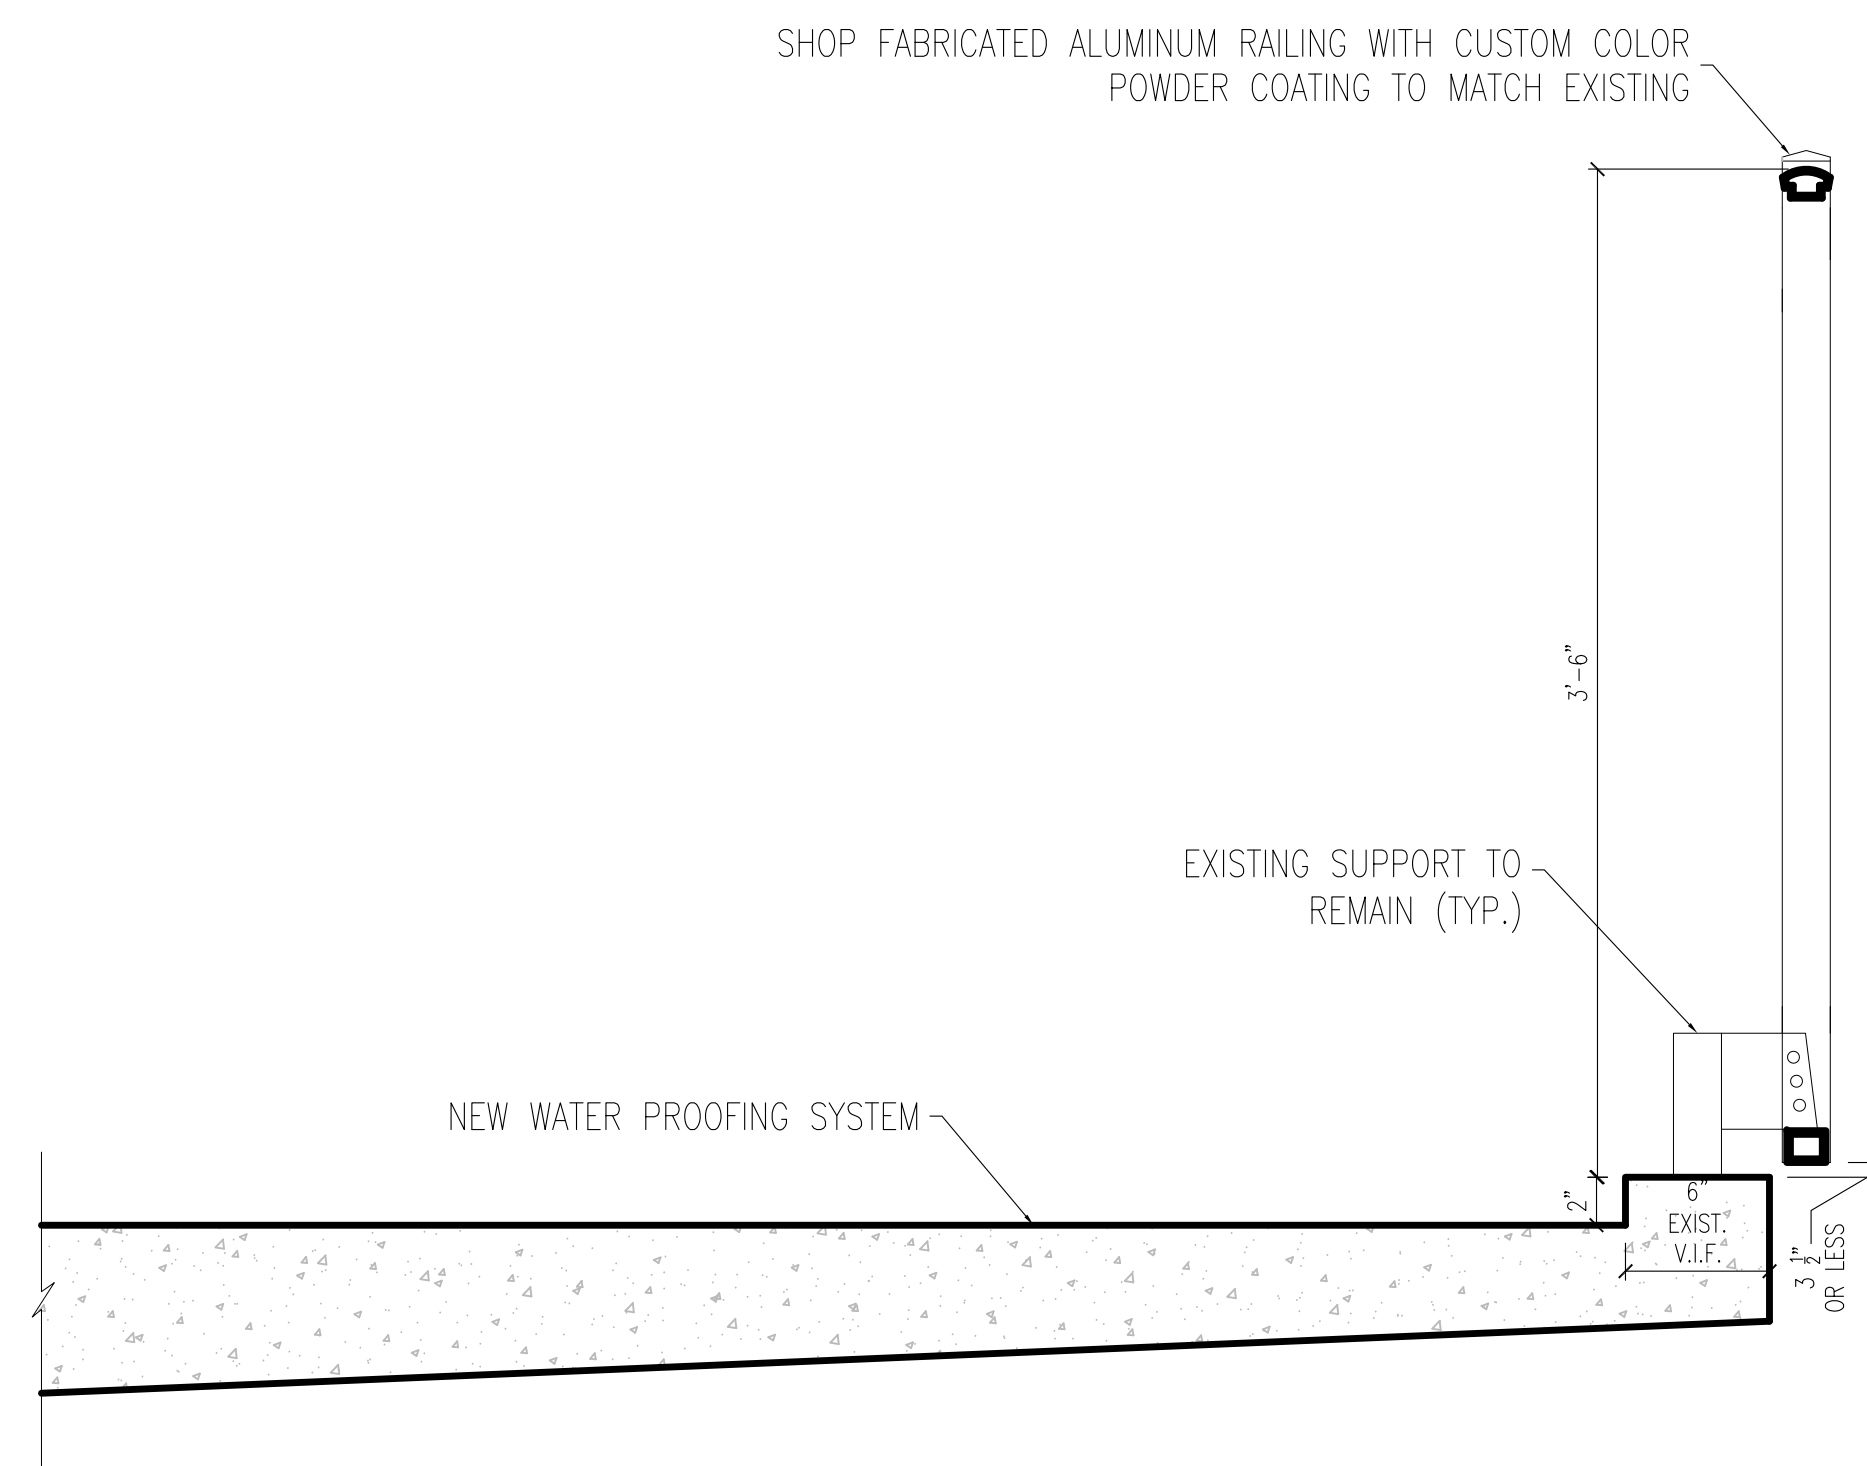 SHOP FABRICATED ALUMINUM RAILING WITH CUSTOM COLOR
POWDER COATING TO MATCH EXISTING
3'-6"
EXISTING SUPPORT TO
REMAIN (TYP.)
NEW WATER PROOFING SYSTEM
2"
6"
EXIST.
V.I.F.
3 1/2"
OR LESS